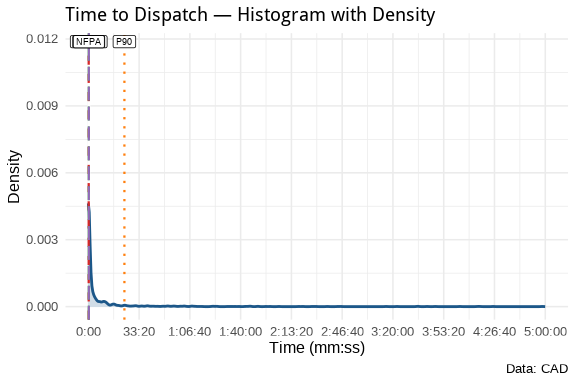 Time to Dispatch — Histogram with Density
0.012
NFPA
P90
0.009
0.006
0.003
0.000
Density
0:00 33:20 1:06:40 1:40:00 2:13:20 2:46:40 3:20:00 3:53:20 4:26:40 5:00:00
Time (mm:ss)
Data: CAD